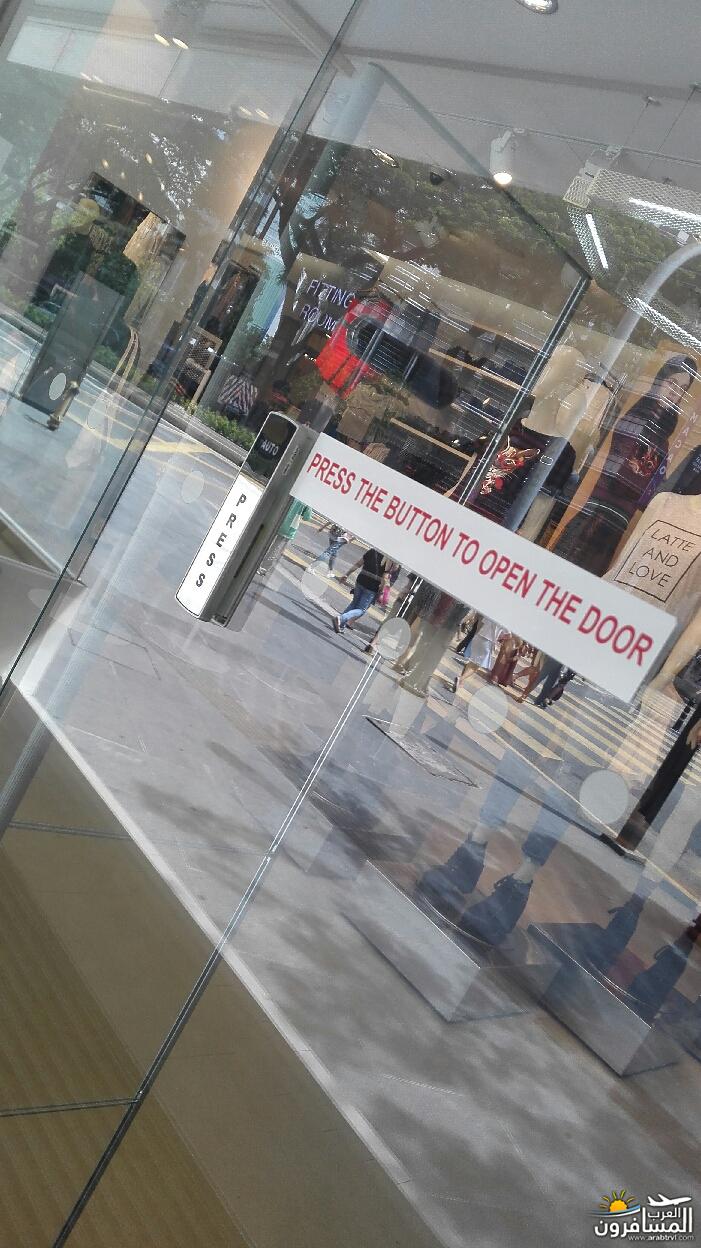 FITTING
ROOM
AUTO
PRESS
PRESS THE BUTTON TO OPEN THE DOOR
LATTE
AND
LOVE
العرب
المسافرون
www.arabtrvl.com